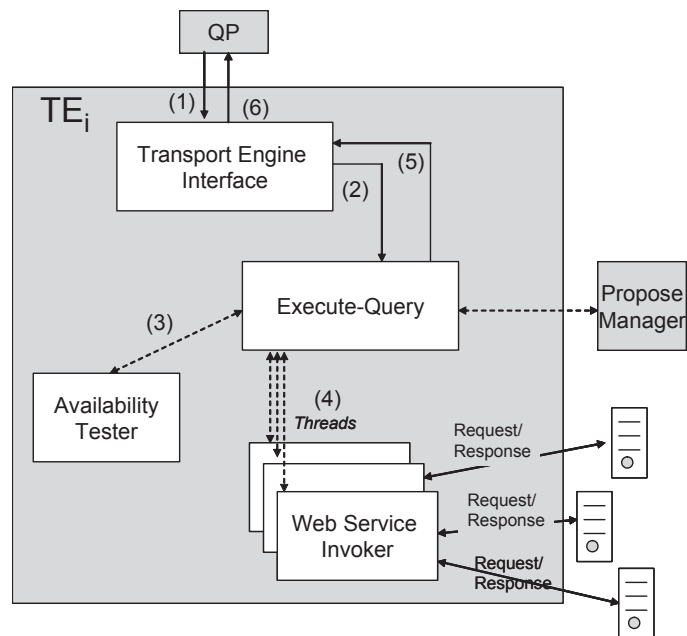 QP
(1)
(6)
TEi
Transport Engine
Interface
(2)
(5)
Execute-Query
Propose
Manager
(3)
Availability
Tester
(4)
Threads
Request/
Response
Request/
Response
Web Service
Invoker
Request/
Response